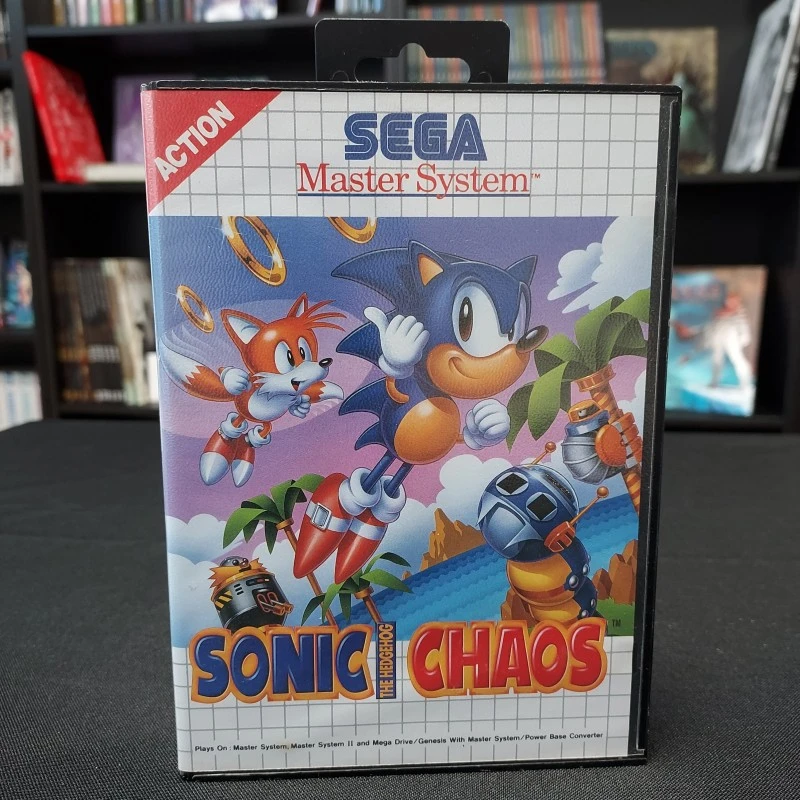 ACTION
SEGA
Master System™
SONIC THE HEDGEHOG CHAOS
TM
Plays On : Master System, Master System II and Mega Drive/Genesis With Master System/Power Base Converter